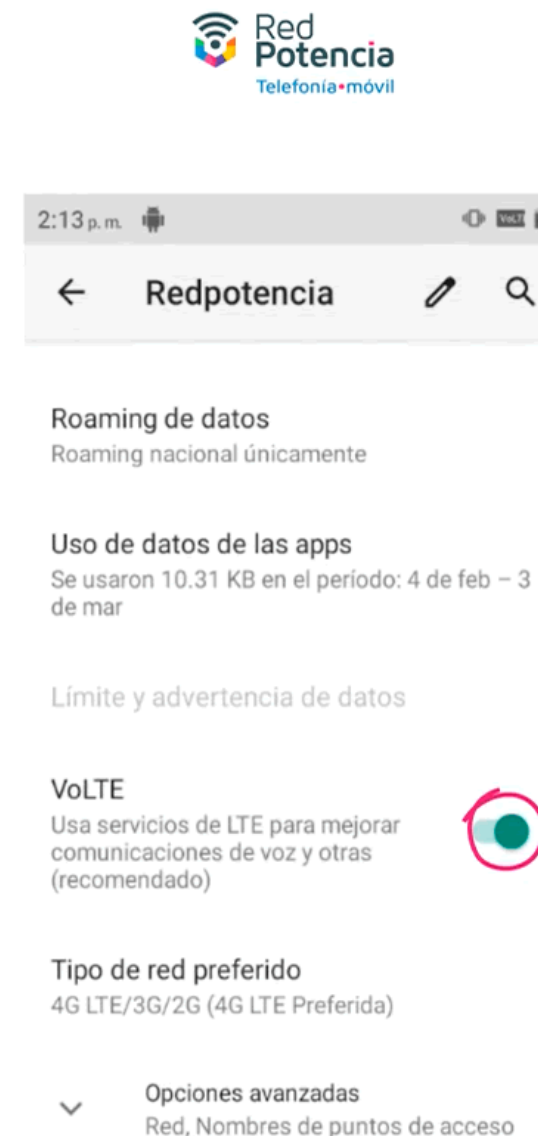 Red
Potencia
Telefonía•móvil
2:13 p. m.
VoLTE
Redpotencia
Roaming de datos
Roaming nacional únicamente
Uso de datos de las apps
Se usaron 10.31 KB en el período: 4 de feb – 3
de mar
Límite y advertencia de datos
VoLTE
Usa servicios de LTE para mejorar
comunicaciones de voz y otras
(recomendado)
Tipo de red preferido
4G LTE/3G/2G (4G LTE Preferida)
Opciones avanzadas
Red, Nombres de puntos de acceso